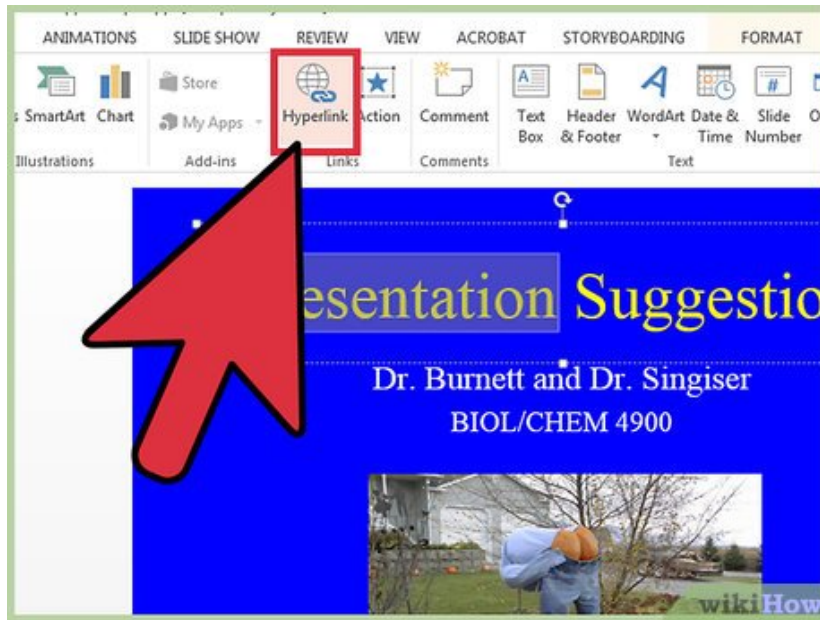 ANIMATIONS SLIDE SHOW REVIEW VIEW ACROBAT STORYBOARDING FORMAT
SmartArt Chart
Store
My Apps
Hyperlink Action
Comment
Text Box
Header & Footer
WordArt
Date & Time
Slide Number
Illustrations Add-ins Links Comments Text
esentation Suggestio
Dr. Burnett and Dr. Singiser
BIOL/CHEM 4900
wikiHow